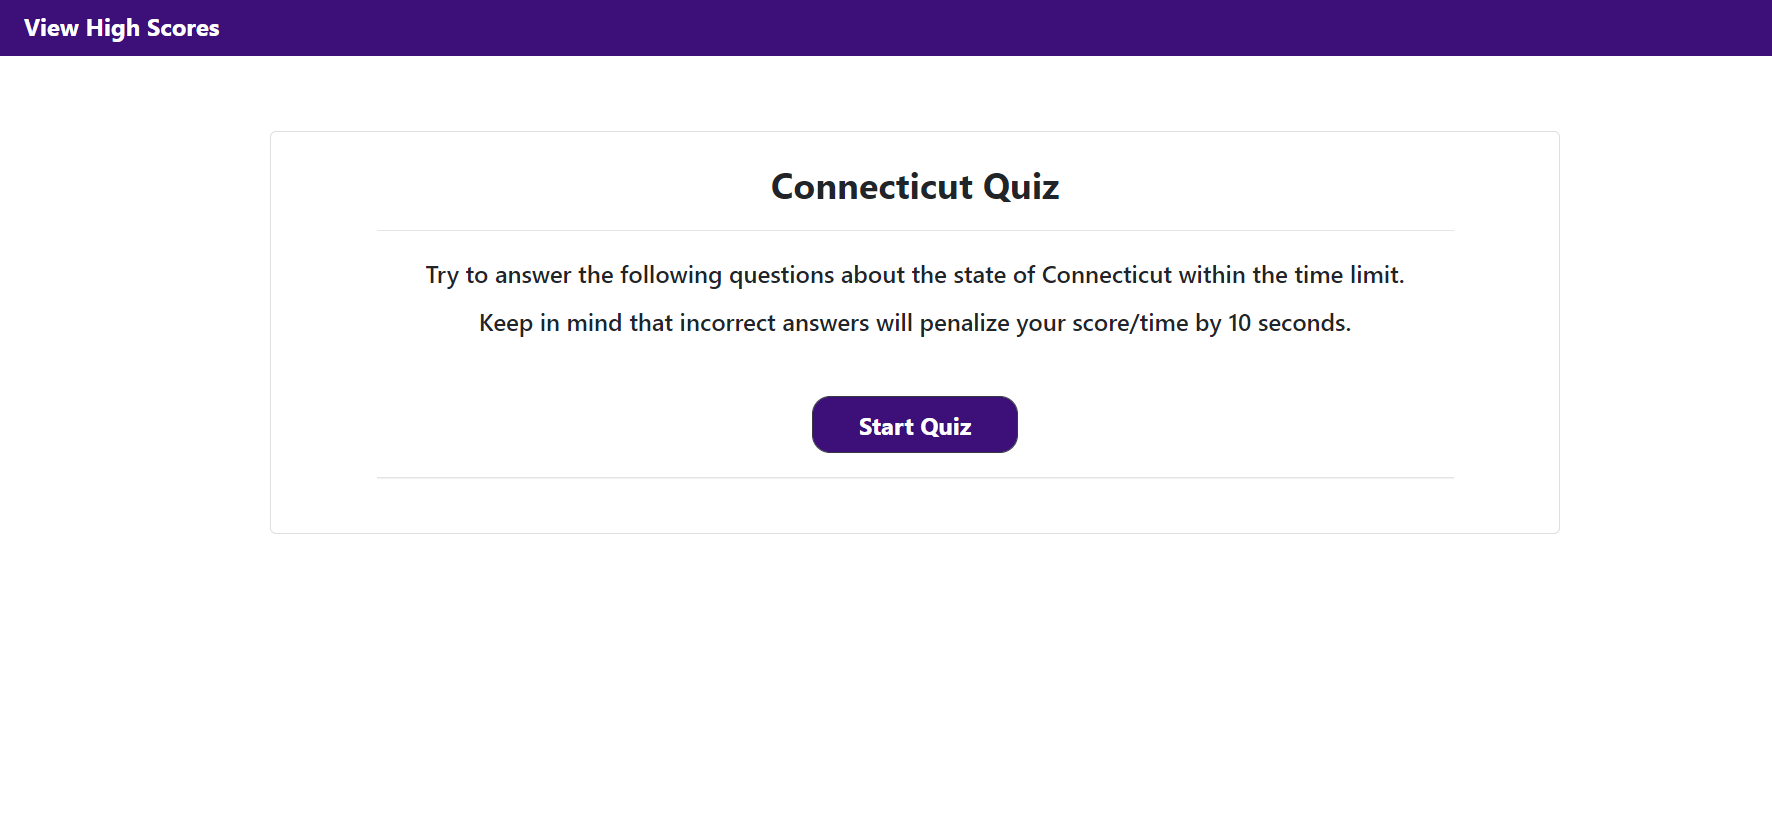 View High Scores
Connecticut Quiz
Try to answer the following questions about the state of Connecticut within the time limit.
Keep in mind that incorrect answers will penalize your score/time by 10 seconds.
Start Quiz